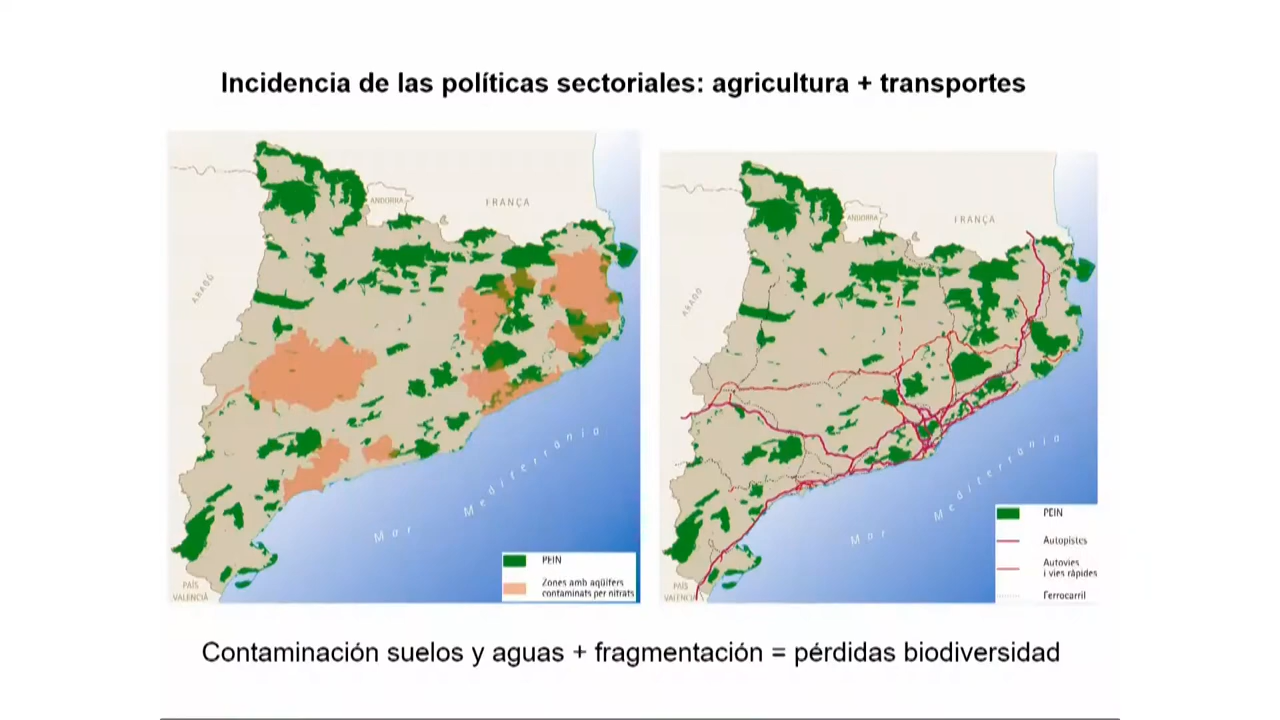 Incidencia de las políticas sectoriales: agricultura + transportes
ANDORRA
FRANÇA
ARAGÓ
Mar Mediterrània
PAÍS
VALENCIÀ
PEIN
Zones amb aqüífers
contaminats per nitrats
ANDORRA
FRANÇA
ARAGÓ
Mar Mediterrània
PAÍS
VALENCIÀ
PEIN
Autopistes
Autovies
i vies ràpides
Ferrocarril
Contaminación suelos y aguas + fragmentación = pérdidas biodiversidad